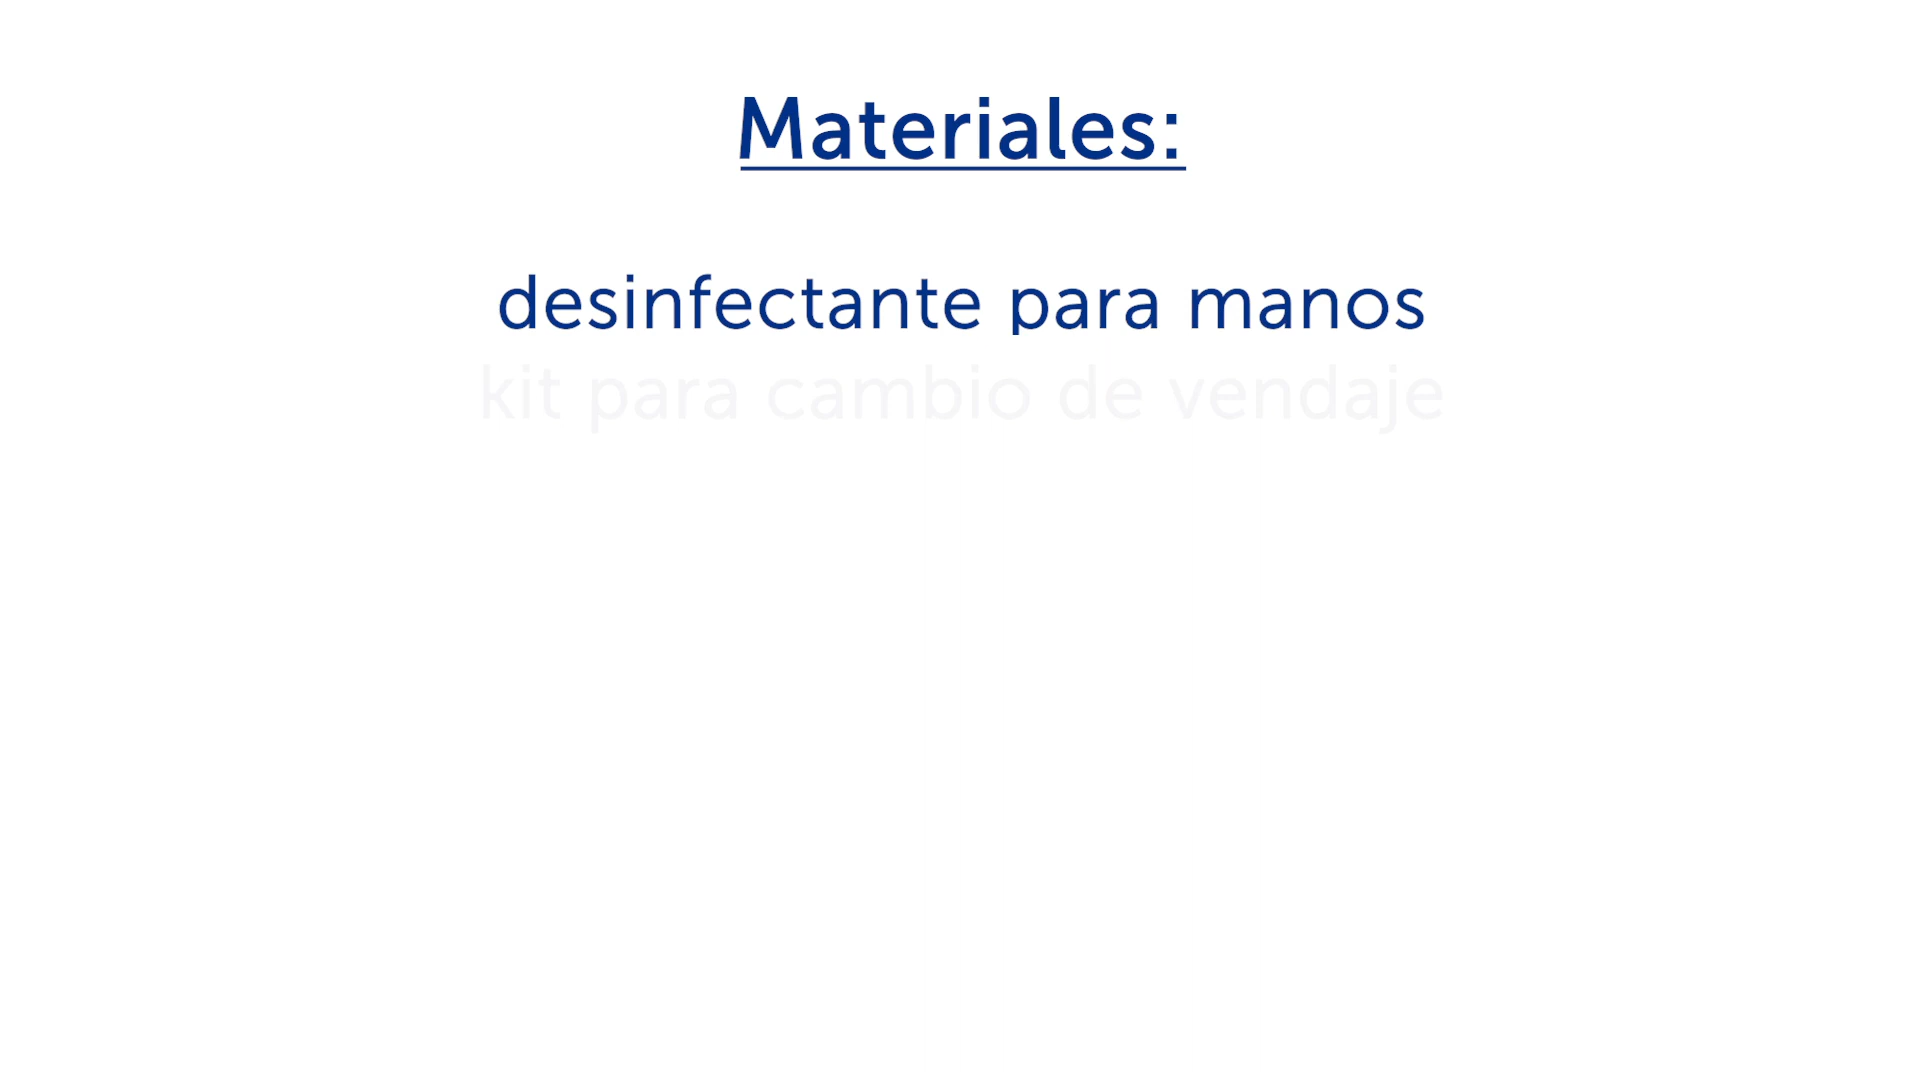 Materiales:
desinfectante para manos
kit para cambio de vendaje